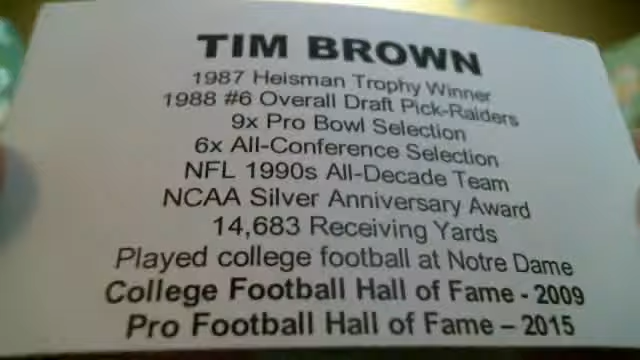 TIM BROWN
1987 Heisman Trophy Winner
1988 #6 Overall Draft Pick-Raiders
9x Pro Bowl Selection
6x All-Conference Selection
NFL 1990s All-Decade Team
NCAA Silver Anniversary Award
14,683 Receiving Yards
Played college football at Notre Dame
College Football Hall of Fame - 2009
Pro Football Hall of Fame – 2015